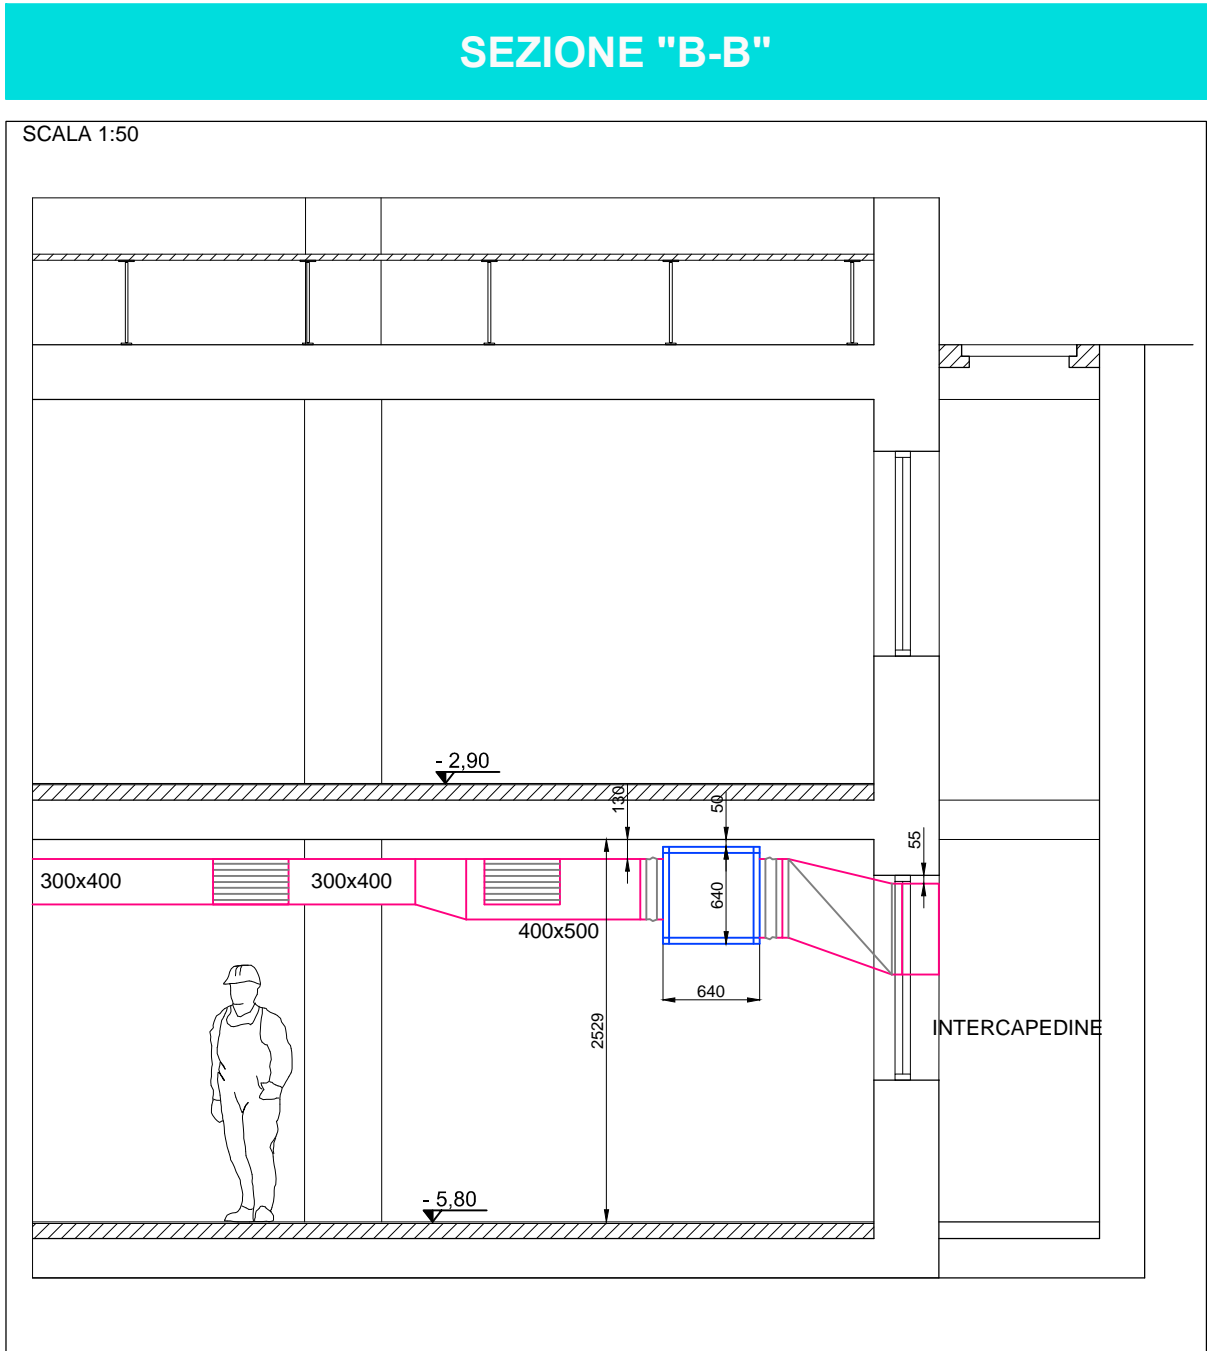 SEZIONE "B-B"
SCALA 1:50
- 2,90
130
50
55
300x400
300x400
640
400x500
640
2529
INTERCAPEDINE
- 5,80